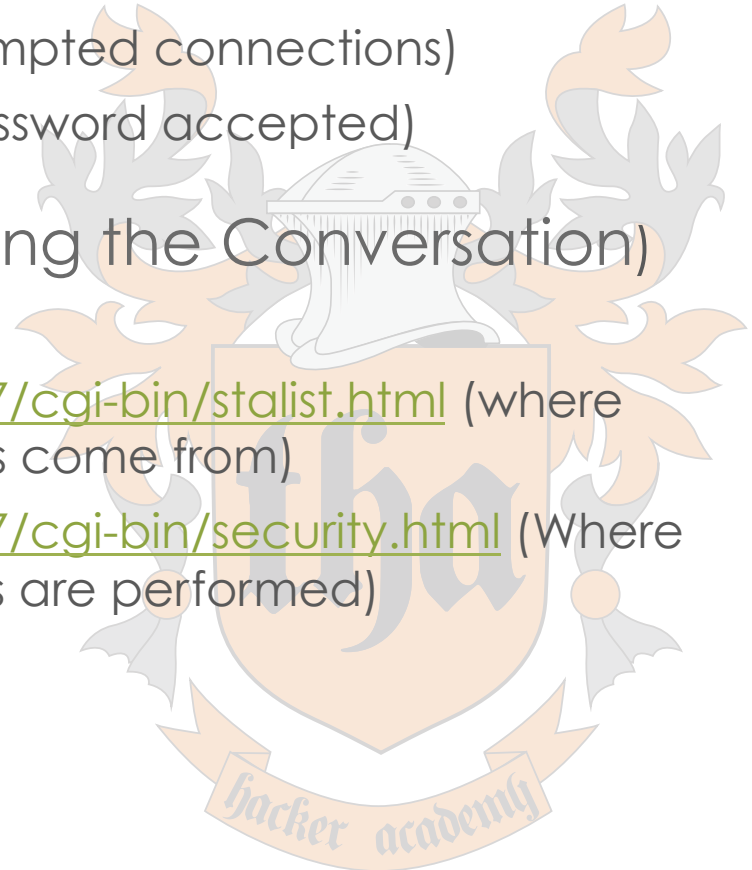 mpted connections)
ssword accepted)
ng the Conversation)
7/cgi-bin/stalist.html (where
s come from)
7/cgi-bin/security.html (Where
s are performed)
tha
hacker academy